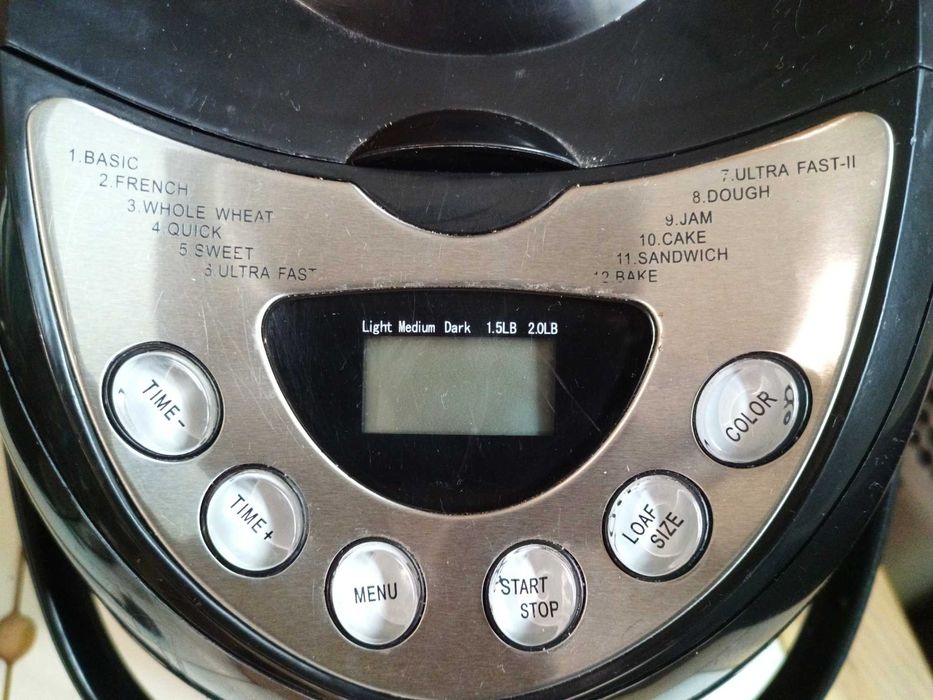 1.BASIC
2.FRENCH
3.WHOLE WHEAT
4 QUICK
5 SWEET
6.ULTRA FAST
7.ULTRA FAST-II
8.DOUGH
9.JAM
10.CAKE
11.SANDWICH
12 BAKE
Light Medium Dark 1.5LB 2.0LB
TIME-
TIME+
MENU
START
STOP
LOAF
SIZE
COLOR